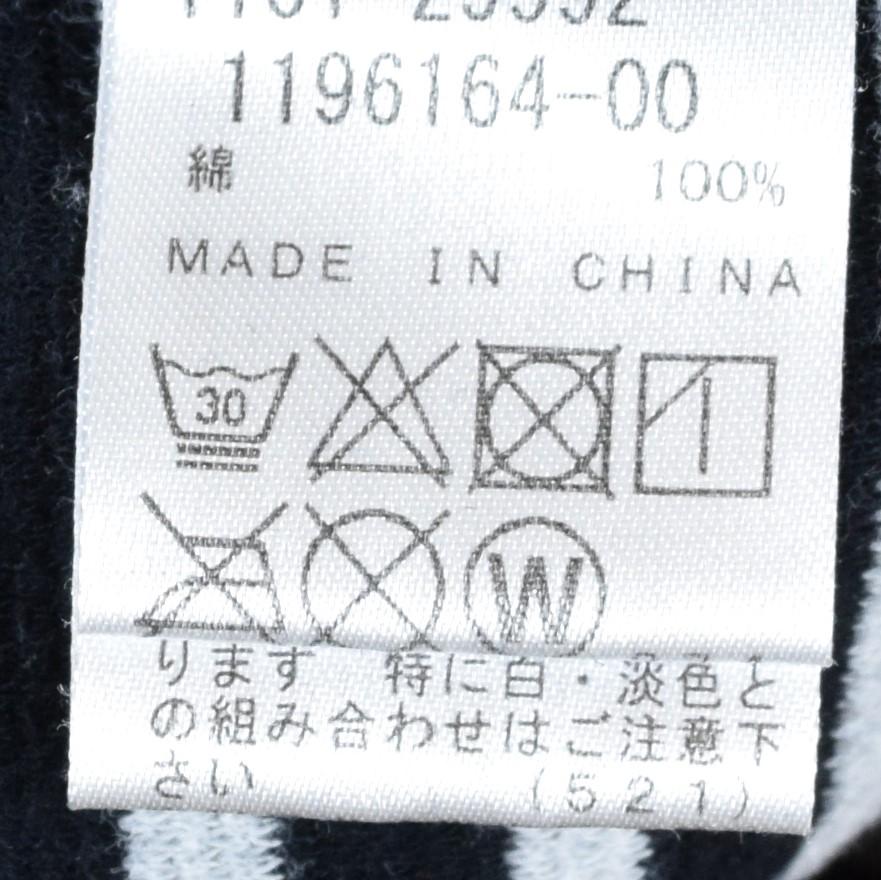 1196164-00
綿 100%
MADE IN CHINA
30
W
ります 特に白・淡色と
の組み合わせはご注意下
さい (521)